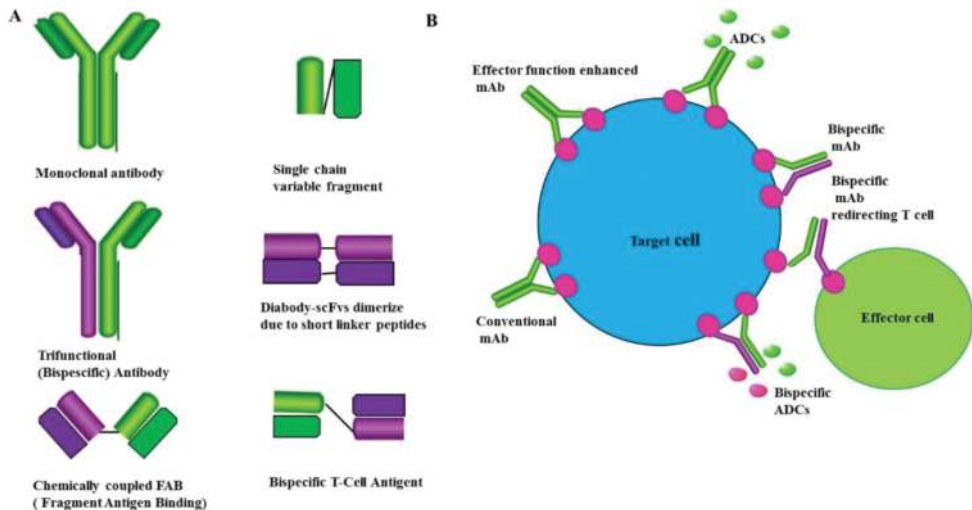 A
Monoclonal antibody
Single chain
variable fragment
Trifunctional
(Bispescific) Antibody
Diabody-scFvs dimerize
due to short linker peptides
Chemically coupled FAB
( Fragment Antigen Binding)
Bispecific T-Cell Antigent
B
ADCs
Effector function enhanced
mAb
Bispecific
mAb
Bispecific
mAb
redirecting T cell
Target cell
Conventional
mAb
Effector cell
Bispecific
ADCs